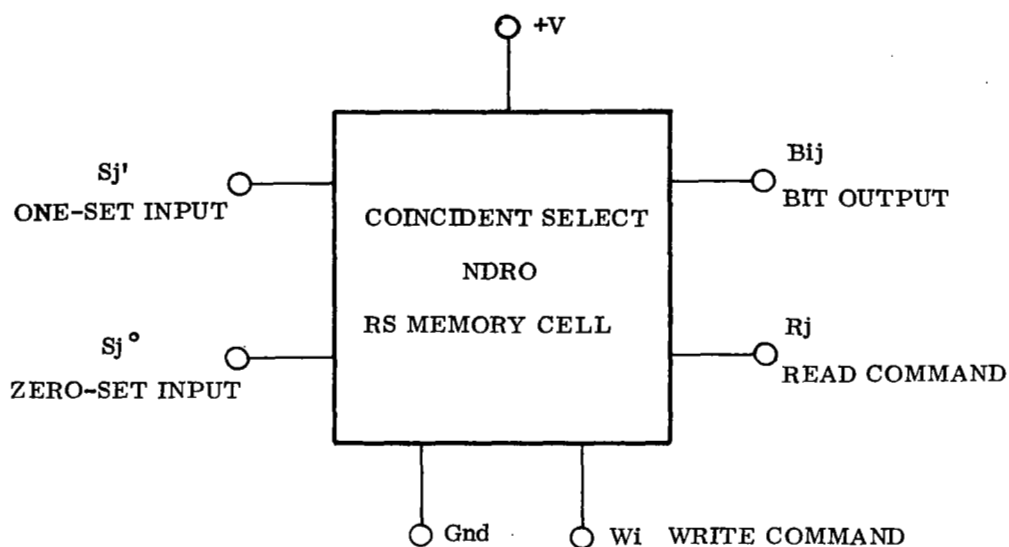 +V
Sj'
ONE-SET INPUT
Bij
BIT OUTPUT
COINCIDENT SELECT
NDRO
RS MEMORY CELL
Sj°
ZERO-SET INPUT
Rj
READ COMMAND
Gnd
Wi WRITE COMMAND